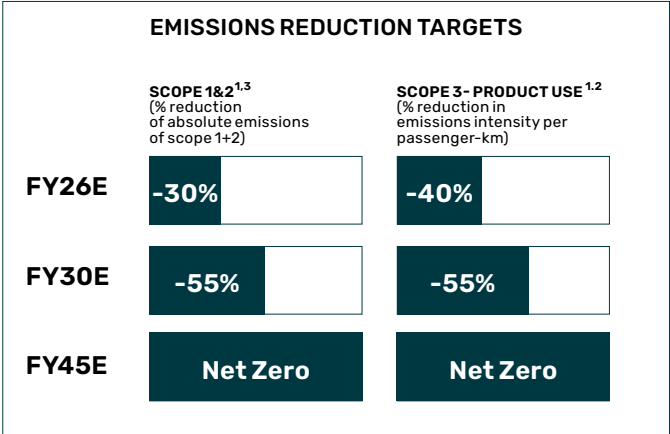 EMISSIONS REDUCTION TARGETS
SCOPE 1&2 1,3
(% reduction
of absolute emissions
of scope 1+2)
SCOPE 3- PRODUCT USE 1.2
(% reduction in
emissions intensity per
passenger-km)
FY26E
-30%
-40%
FY30E
-55%
-55%
FY45E
Net Zero
Net Zero